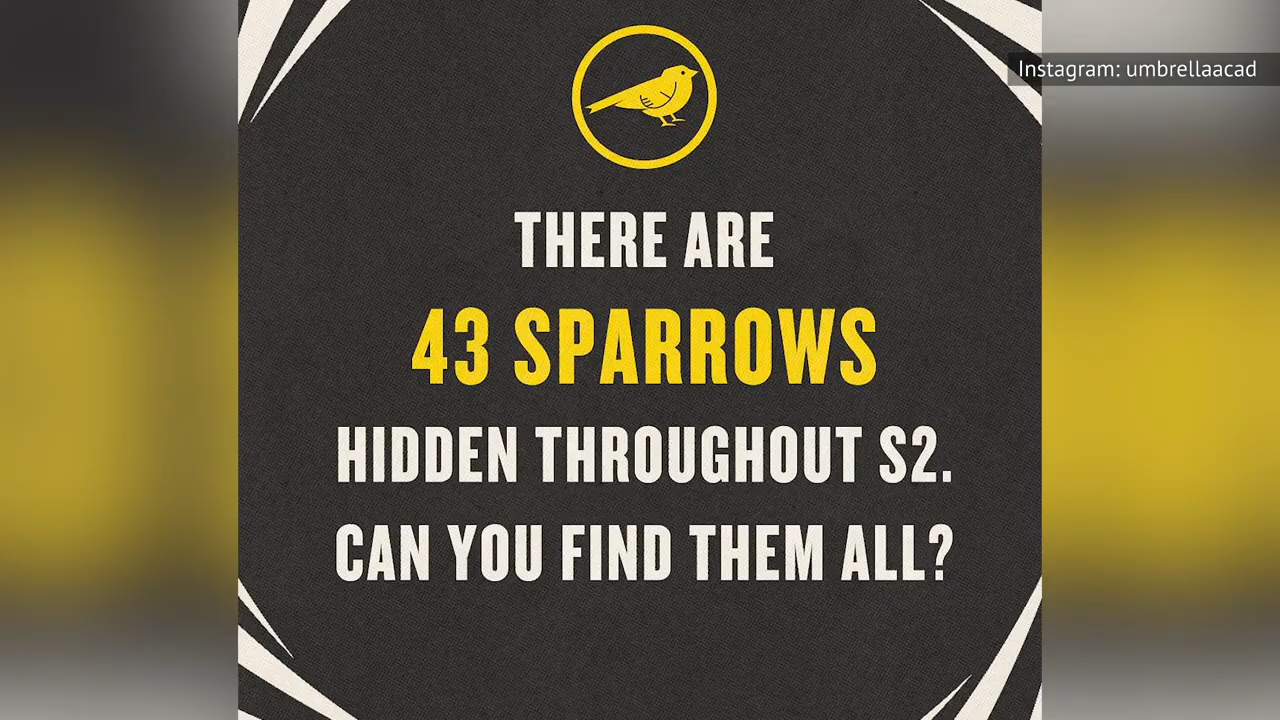 Instagram: umbrellaacad
THERE ARE
43 SPARROWS
HIDDEN THROUGHOUT S2.
CAN YOU FIND THEM ALL?